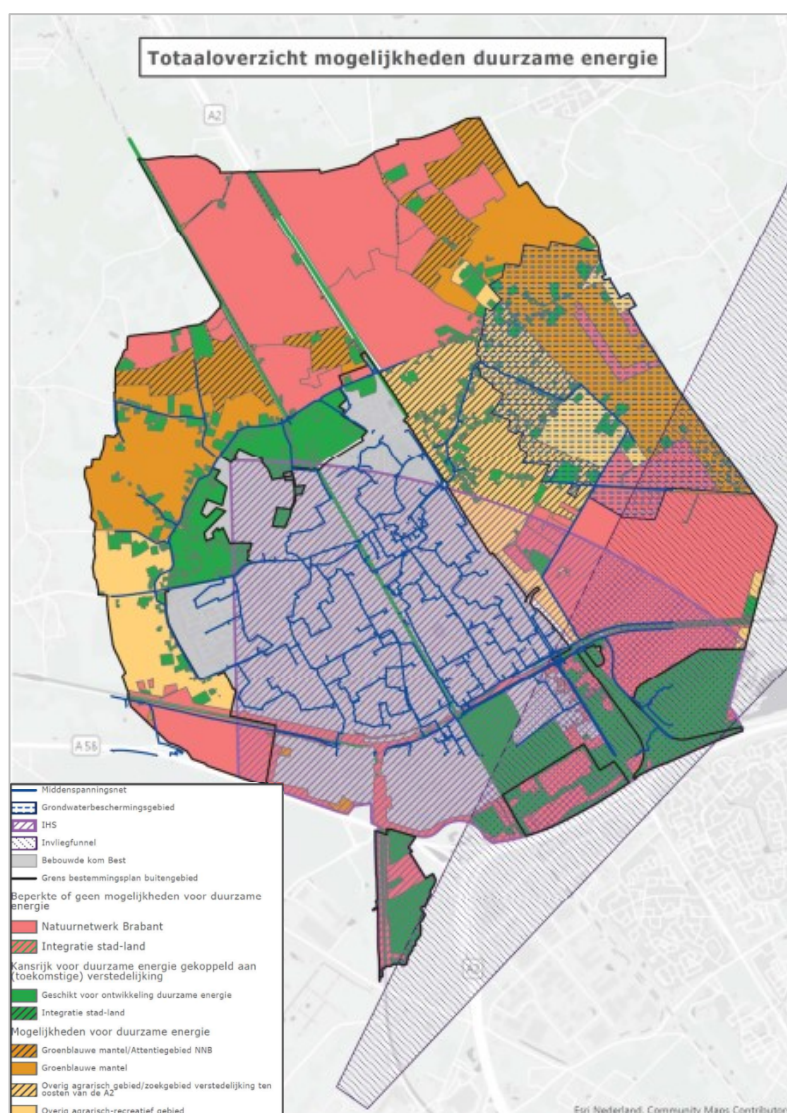 Totaaloverzicht mogelijkheden duurzame energie
A2
A 58
A2
Middenspanningsnet
Grondwaterbeschermingsgebied
IHS
Invliegfunnel
Bebouwde kom Best
Grens bestemmingsplan buitengebied
Beperkte of geen mogelijkheden voor duurzame
energie
Natuurnetwerk Brabant
Integratie stad-land
Kansrijk voor duurzame energie gekoppeld aan
(toekomstige) verstedelijking
Geschikt voor ontwikkeling duurzame energie
Integratie stad-land
Mogelijkheden voor duurzame energie
Groenblauwe mantel/Attentiegebied NNB
Groenblauwe mantel
Overig agrarisch gebied/zoekgebied verstedelijking ten
oosten van de A2
Overig agrarisch-recreatief gebied
Esri Nederland, Community Maps Contributor